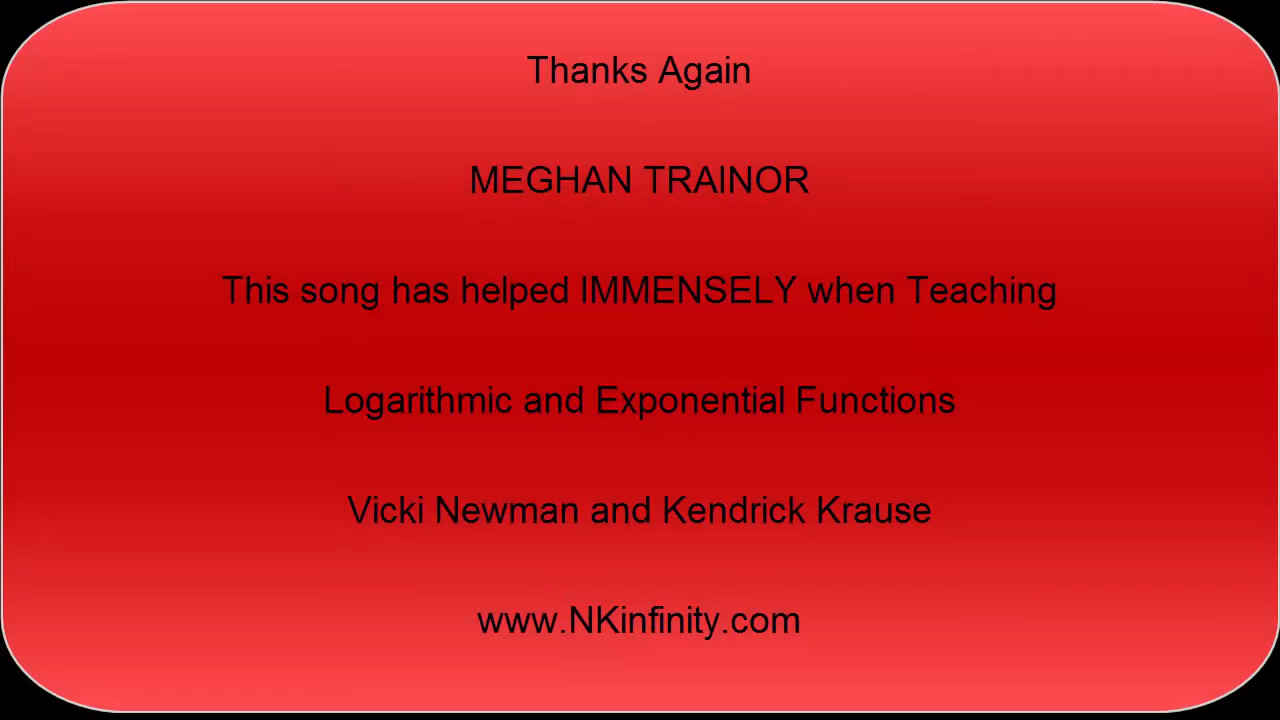 Thanks Again
MEGHAN TRAINOR
This song has helped IMMENSELY when Teaching
Logarithmic and Exponential Functions
Vicki Newman and Kendrick Krause
www.NKinfinity.com